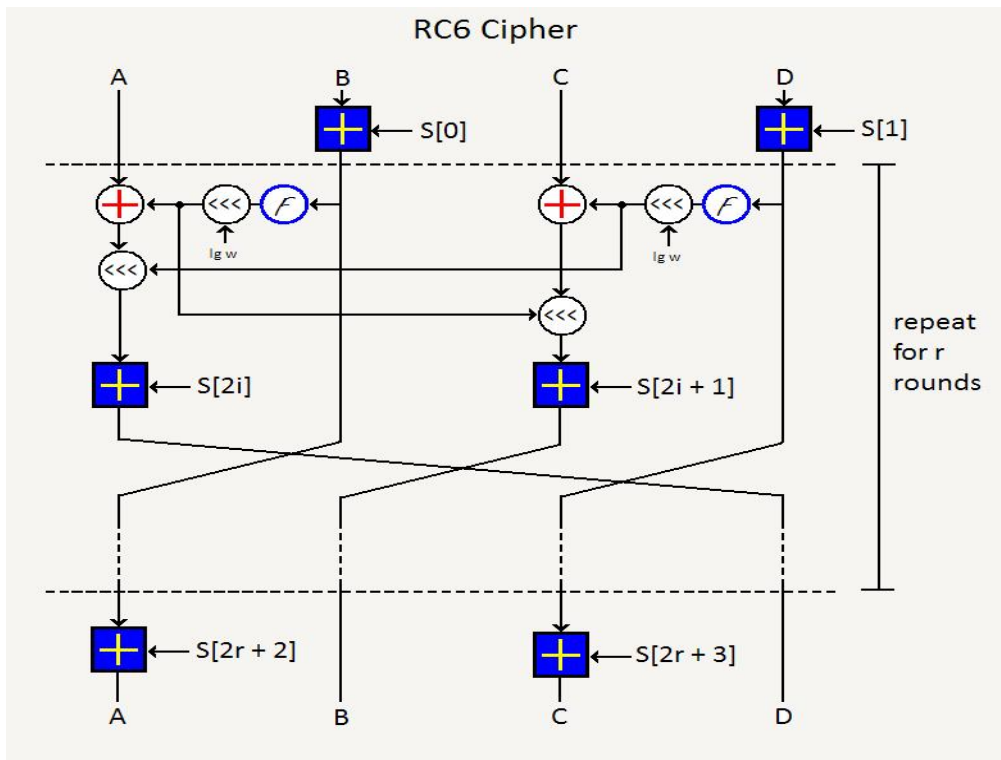 RC6 Cipher
A B C D
S[0] S[1]
<<< F <<< F
lg w lg w
<<<
<<<
repeat
for r
rounds
S[2i] S[2i + 1]
S[2r + 2] S[2r + 3]
A B C D